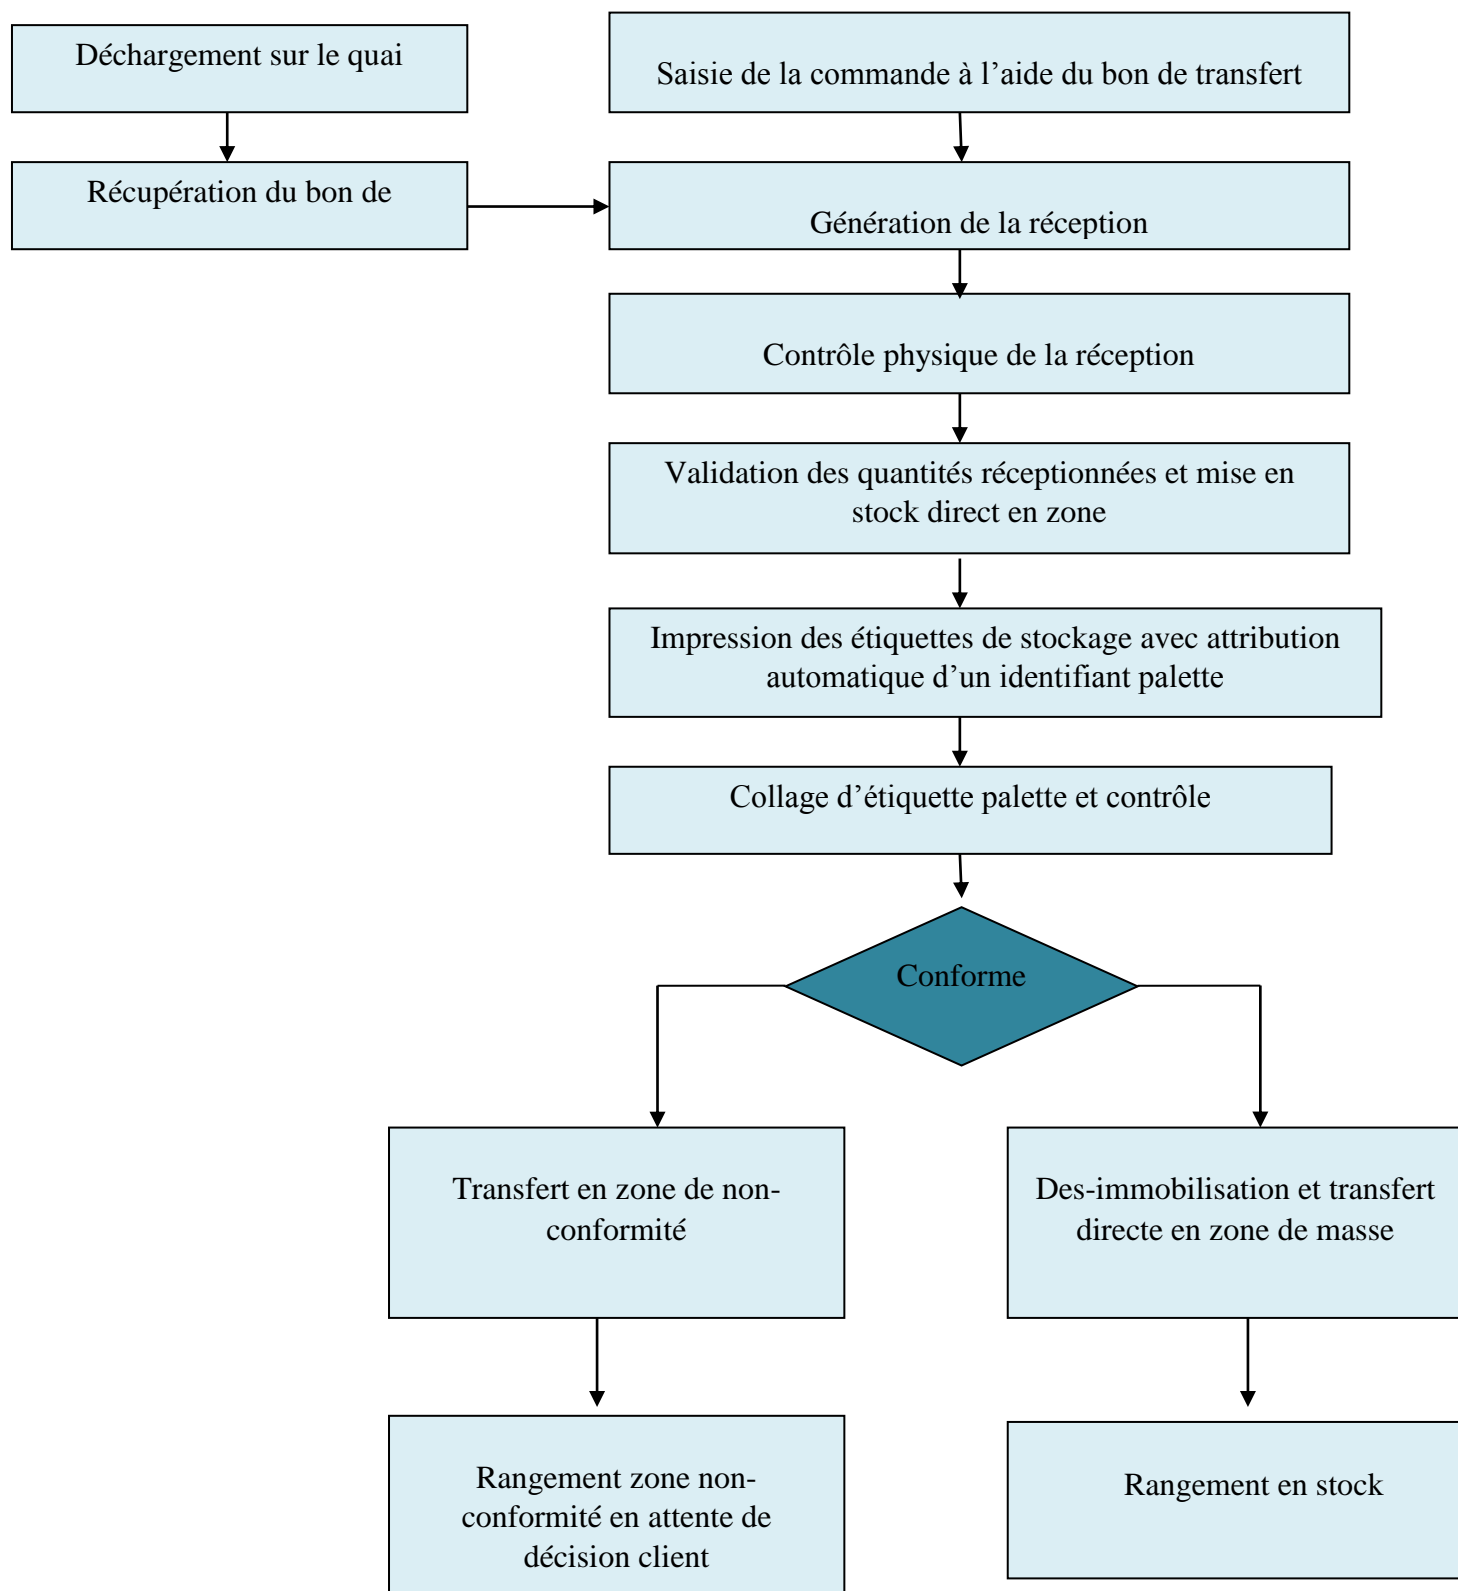 Déchargement sur le quai
Saisie de la commande à l’aide du bon de transfert
Récupération du bon de
Génération de la réception
Contrôle physique de la réception
Validation des quantités réceptionnées et mise en
stock direct en zone
Impression des étiquettes de stockage avec attribution
automatique d’un identifiant palette
Collage d’étiquette palette et contrôle
Conforme
Transfert en zone de non-
conformité
Des-immobilisation et transfert
directe en zone de masse
Rangement zone non-
conformité en attente de
décision client
Rangement en stock